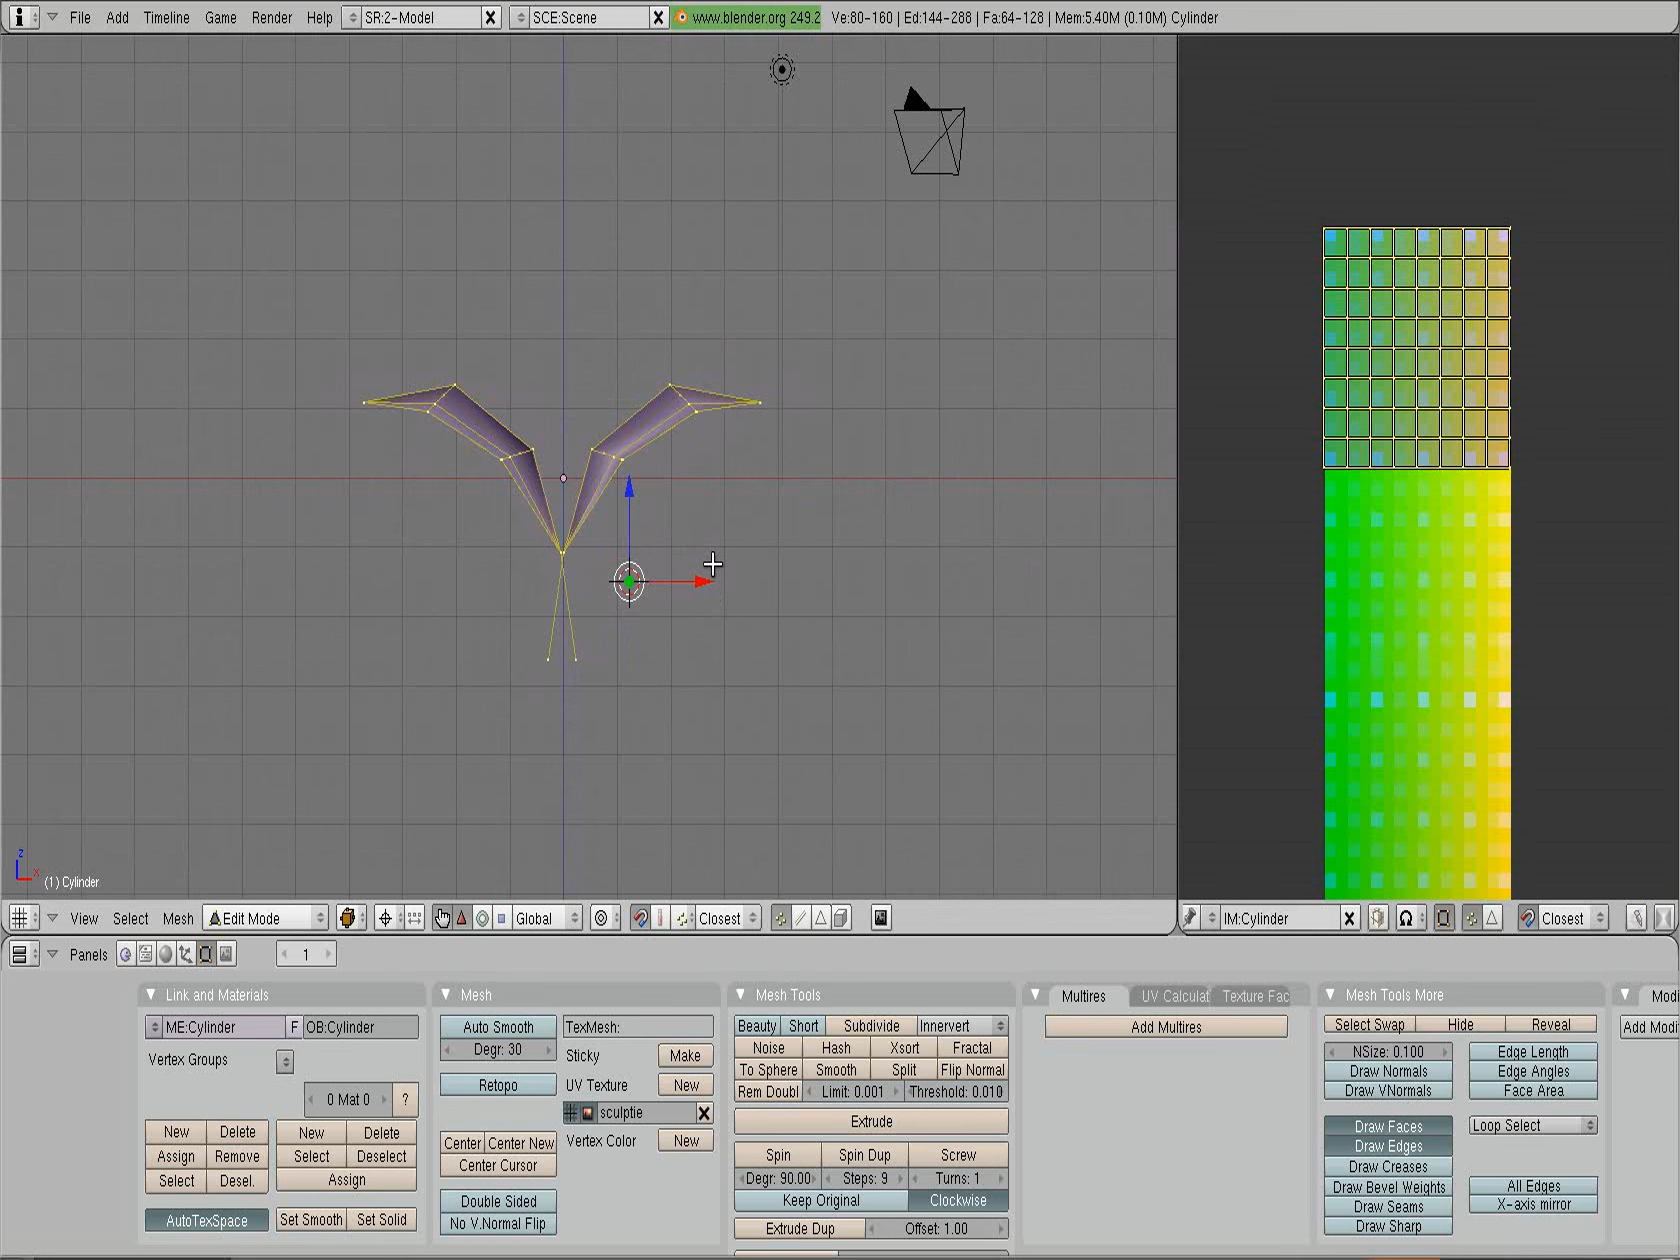 File Add Timeline Game Render Help SR:2-Model SCE:Scene www.blender.org 249.2 Ve:80-160 | Ed:144-288 | Fa:64-128 | Mem:5.40M (0.10M) Cylinder
z
x
(1) Cylinder
View Select Mesh Edit Mode Global Closest IM:Cylinder Closest
Panels 1
Link and Materials
ME:Cylinder F OB:Cylinder
Vertex Groups
0 Mat 0 ?
New Delete New Delete
Assign Remove Select Deselect
Select Desel. Assign
AutoTexSpace Set Smooth Set Solid
Mesh
Auto Smooth TexMesh:
Degr: 30
Sticky Make
Retopo UV Texture New
sculptie
Center Center New Vertex Color New
Center Cursor
Double Sided
No V.Normal Flip
Mesh Tools
Beauty Short Subdivide Innervert
Noise Hash Xsort Fractal
To Sphere Smooth Split Flip Normal
Rem Doubl Limit: 0.001 Threshold: 0.010
Extrude
Spin Spin Dup Screw
Degr: 90.00 Steps: 9 Turns: 1
Keep Original Clockwise
Extrude Dup Offset: 1.00
Multires UV Calculat Texture Fac
Add Multires
Mesh Tools More
Select Swap Hide Reveal
NSize: 0.100 Edge Length
Draw Normals Edge Angles
Draw VNormals Face Area
Draw Faces Loop Select
Draw Edges
Draw Creases
Draw Bevel Weights All Edges
Draw Seams X-axis mirror
Draw Sharp
Modi
Add Modi